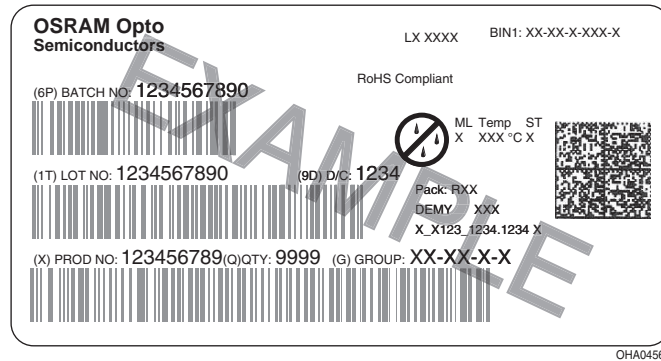 OSRAM Opto
Semiconductors
LX XXXX
BIN1: XX-XX-X-XXX-X
RoHS Compliant
(6P) BATCH NO: 1234567890
ML Temp ST
X XXX °C X
(1T) LOT NO: 1234567890 (9D) D/C: 1234
Pack: RXX
DEMY XXX
X_X123_1234.1234 X
(X) PROD NO: 123456789(Q)QTY: 9999 (G) GROUP: XX-XX-X-X
EXAMPLE